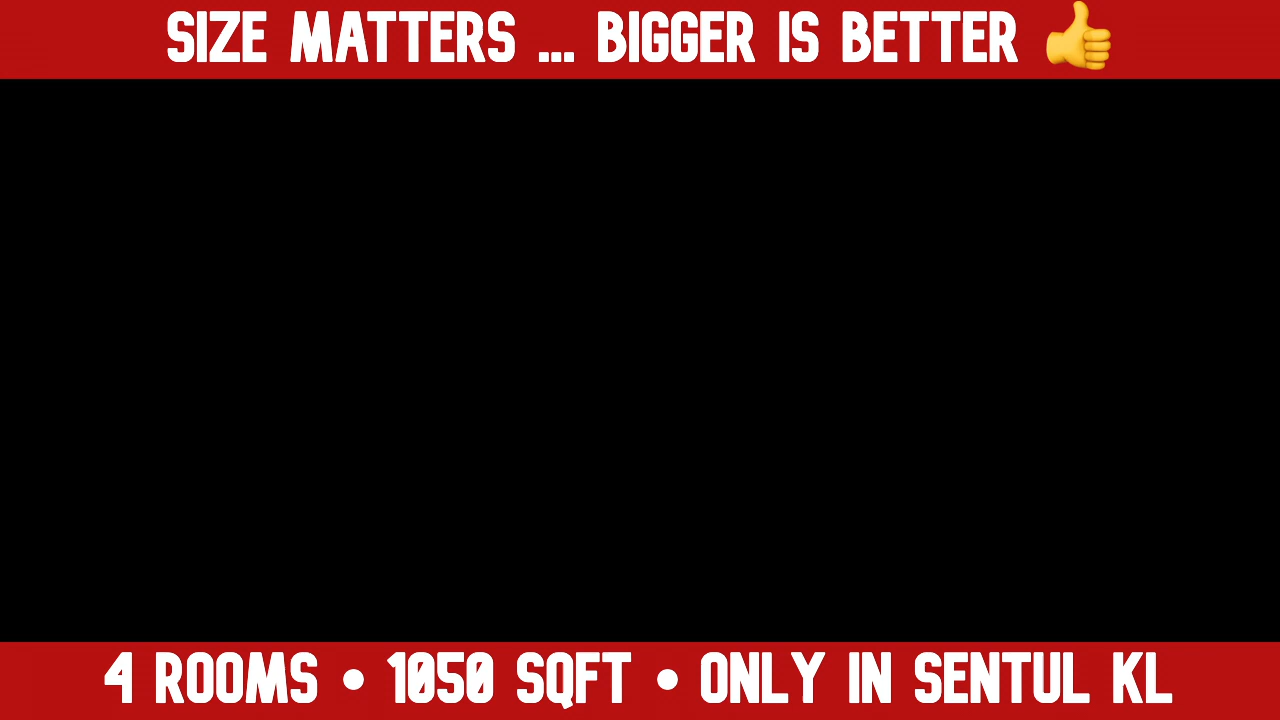 SIZE MATTERS ... BIGGER IS BETTER 👍
4 ROOMS • 1050 SQFT • ONLY IN SENTUL KL